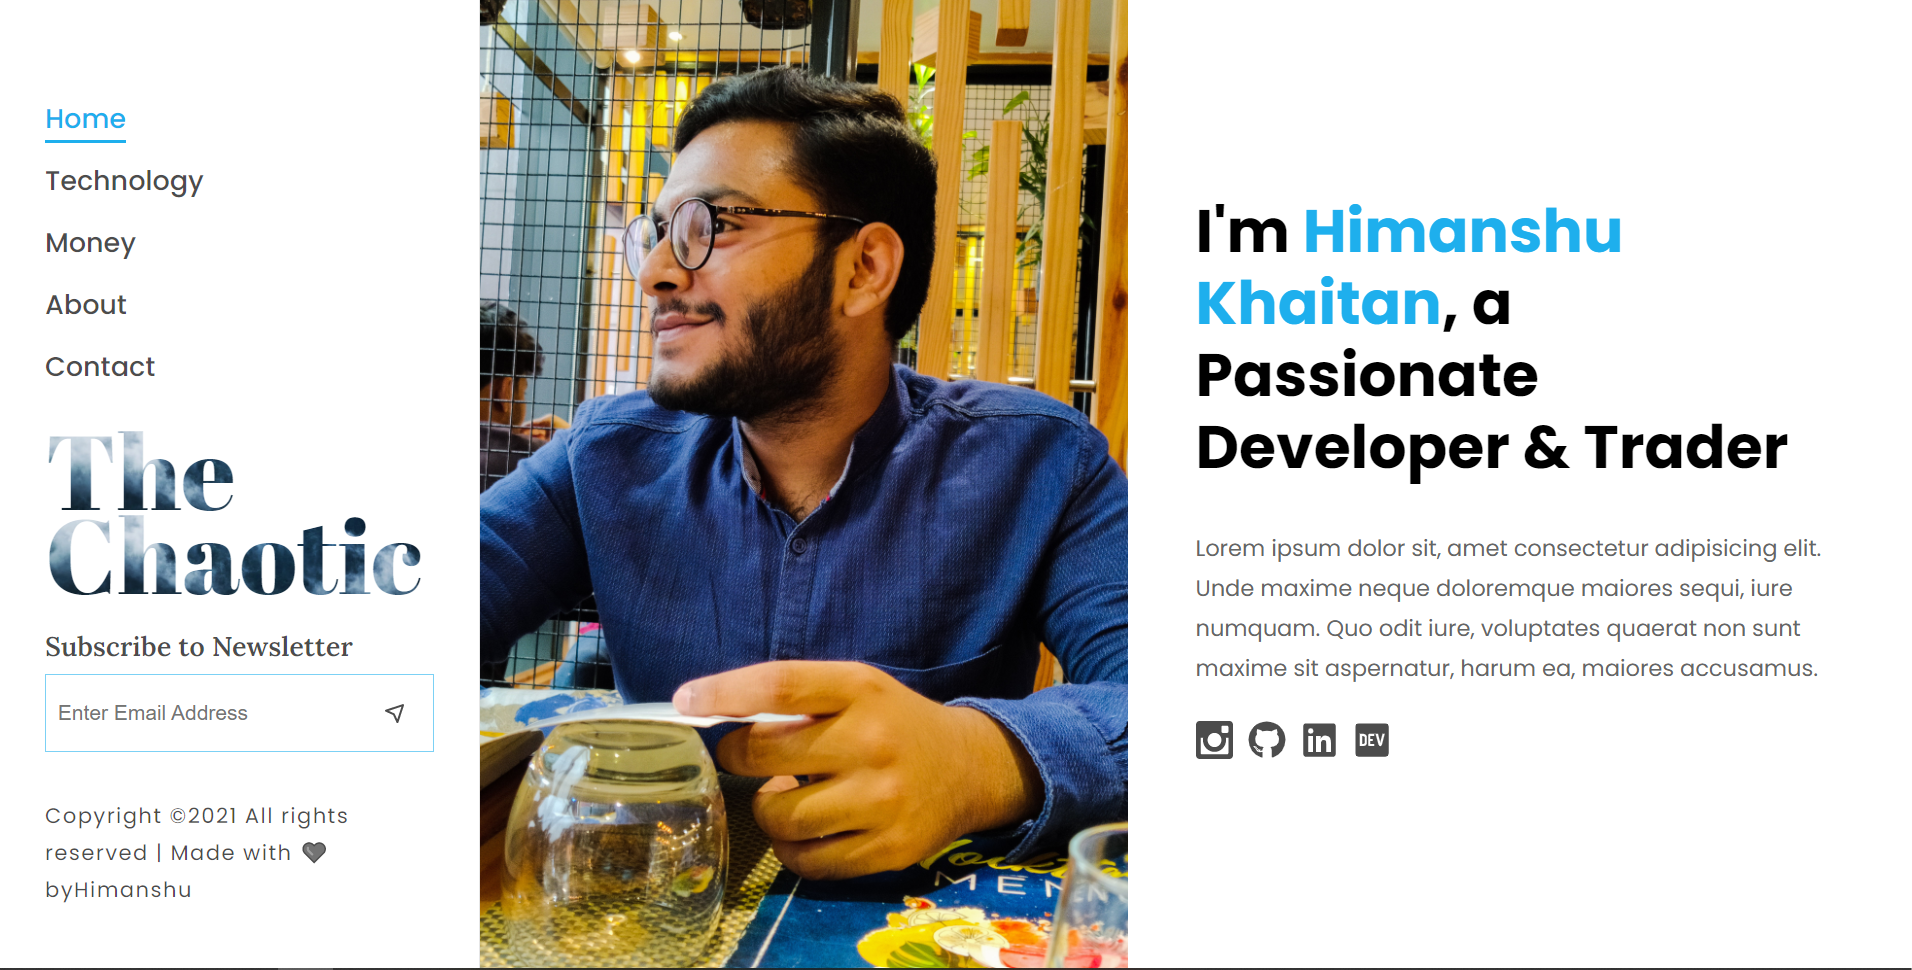 Home
Technology
Money
About
Contact
The
Chaotic
Subscribe to Newsletter
Enter Email Address
Copyright ©2021 All rights
reserved | Made with 🖤
byHimanshu
I'm Himanshu
Khaitan, a
Passionate
Developer & Trader
Lorem ipsum dolor sit, amet consectetur adipisicing elit.
Unde maxime neque doloremque maiores sequi, iure
numquam. Quo odit iure, voluptates quaerat non sunt
maxime sit aspernatur, harum ea, maiores accusamus.
in
DEV